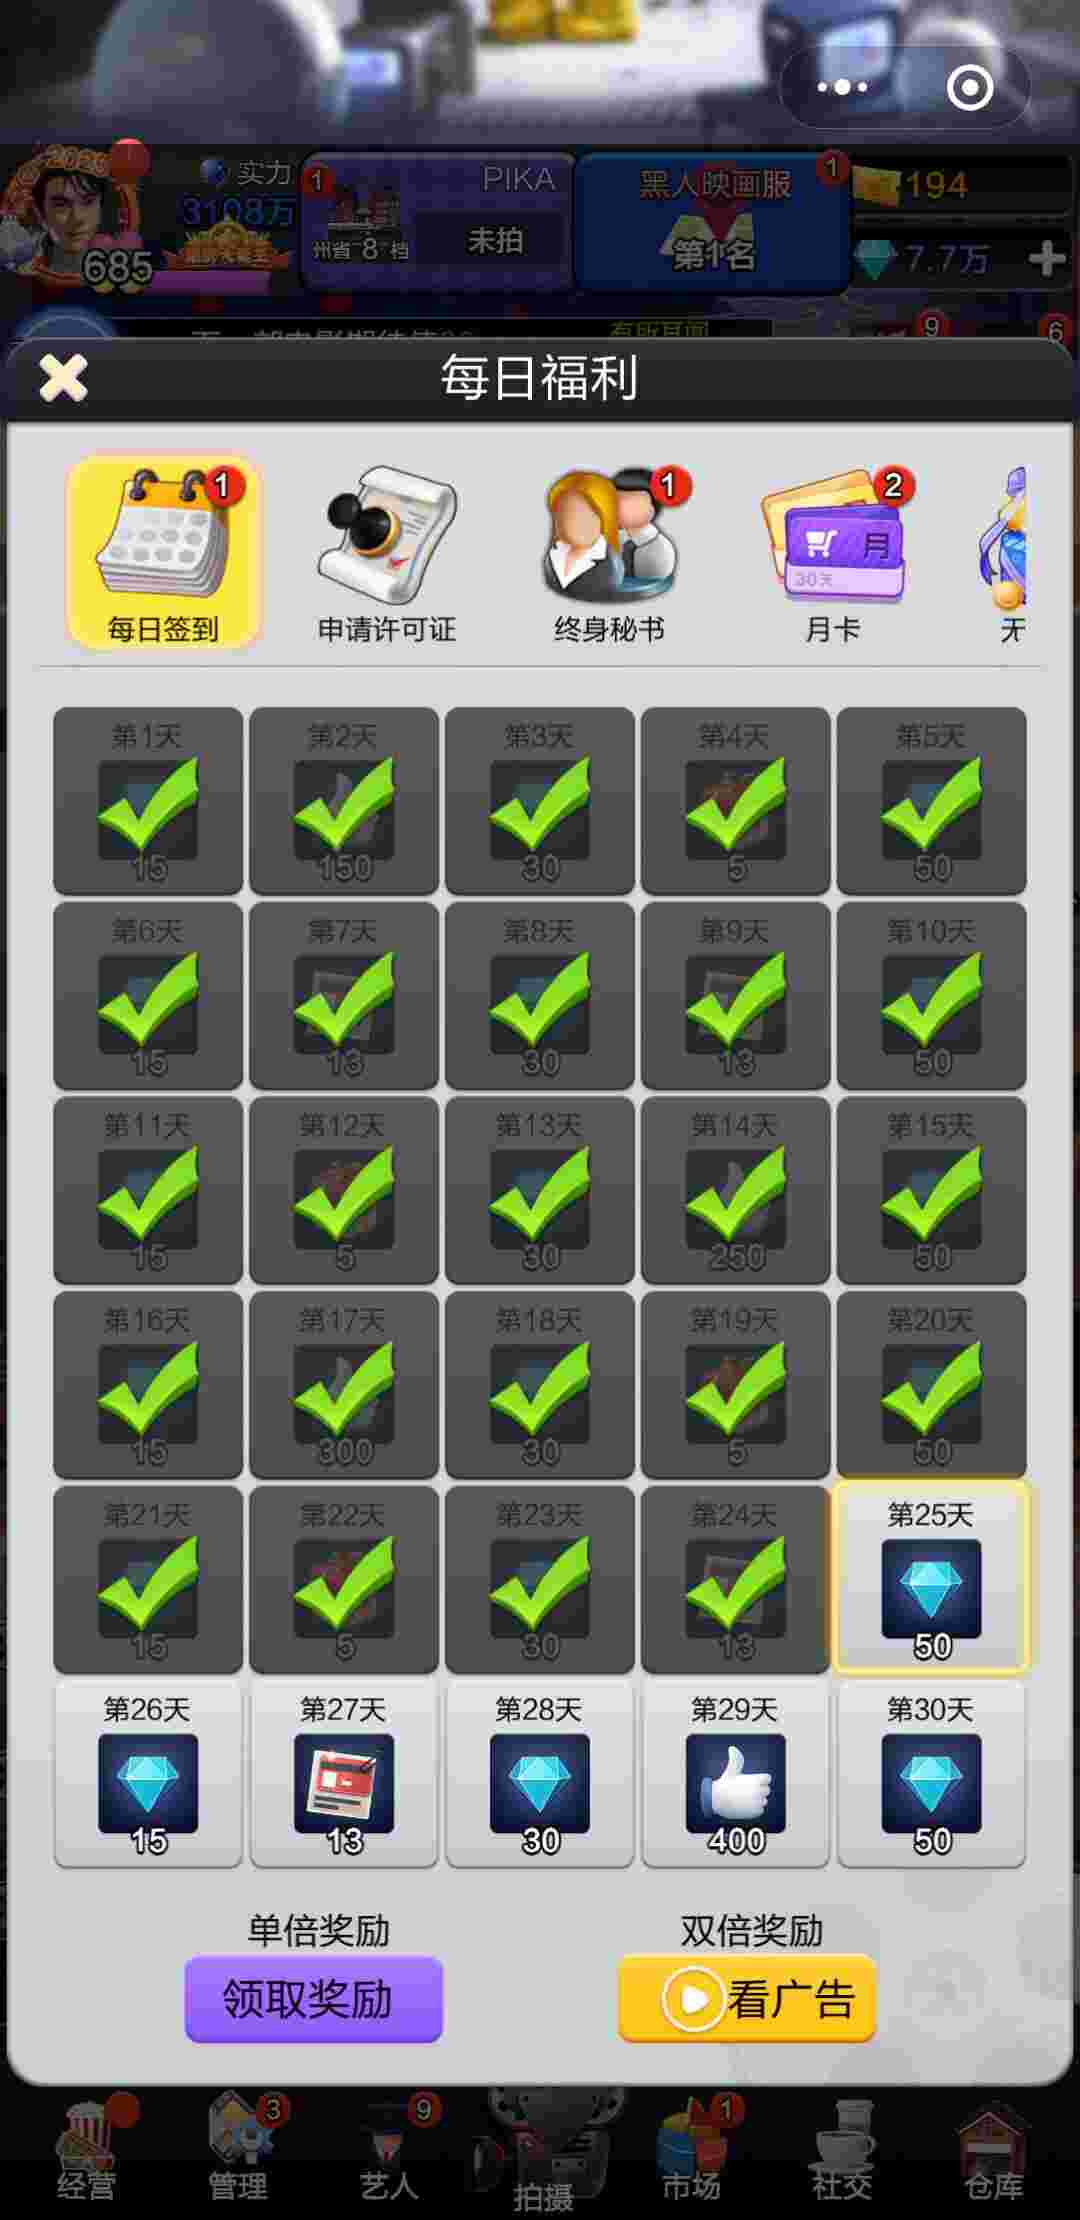 2026
实力
3108万
685
1
PIKA
州省 8 档
未拍
黑人映画服
1
第1名
194
7.7万
9
6
每日福利
1
每日签到
申请许可证
1
终身秘书
2
月
30天
月卡
无
第1天
15
第2天
150
第3天
30
第4天
5
第5天
50
第6天
15
第7天
13
第8天
30
第9天
13
第10天
50
第11天
15
第12天
5
第13天
30
第14天
250
第15天
50
第16天
15
第17天
300
第18天
30
第19天
5
第20天
50
第21天
15
第22天
5
第23天
30
第24天
13
第25天
50
第26天
15
第27天
13
第28天
30
第29天
400
第30天
50
单倍奖励
领取奖励
双倍奖励
看广告
经营
3
管理
9
艺人
拍摄
1
市场
社交
仓库